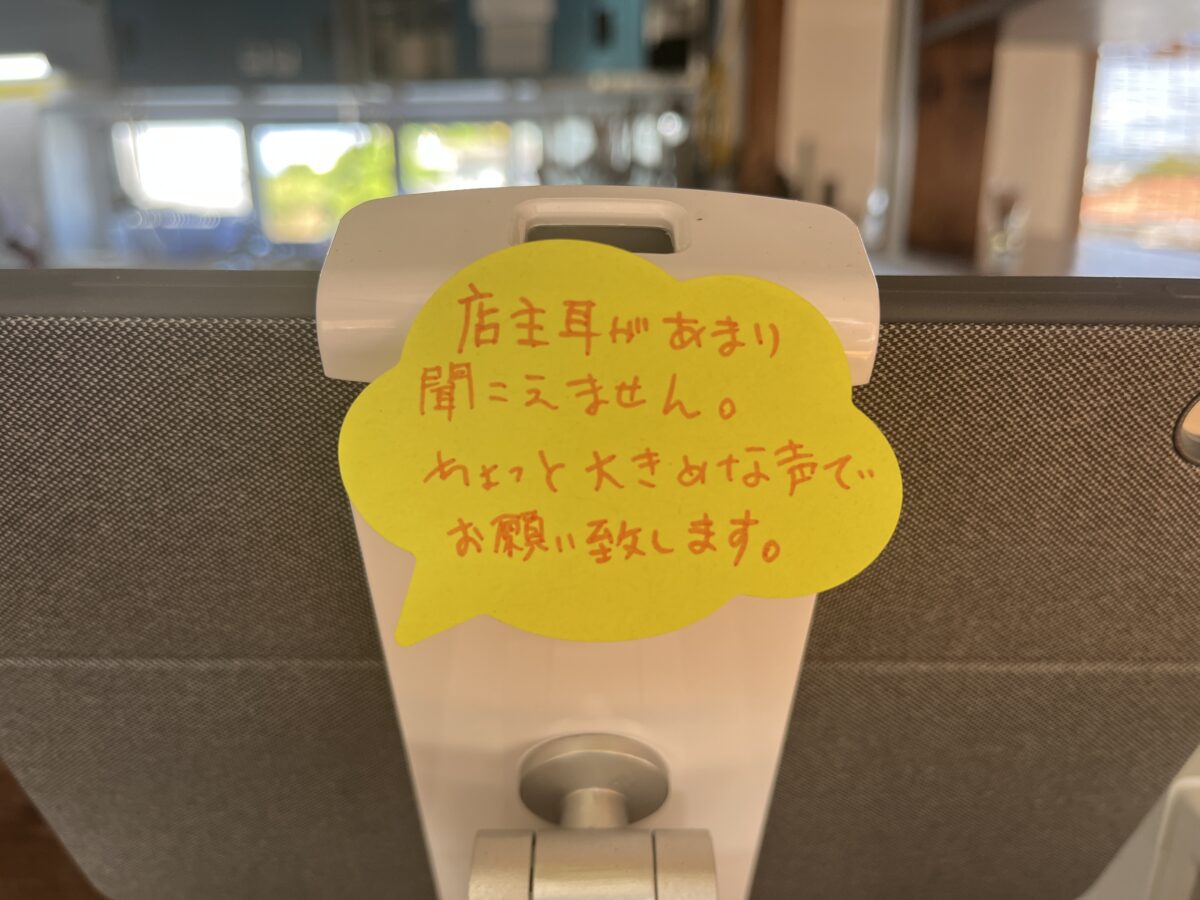 店主耳があまり
聞こえません。
ちょっと大きめな声で
お願い致します。